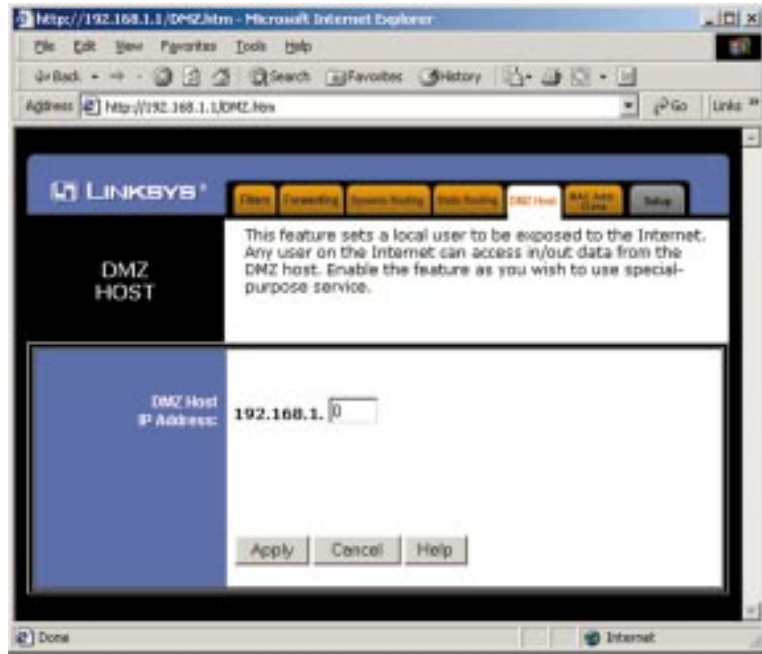 http://192.168.1.1/DMZ.htm - Microsoft Internet Explorer
File Edit View Favorites Tools Help
Back Search Favorites History
Address http://192.168.1.1/DMZ.htm Go Links »
LINKSYS®
Filters Forwarding Dynamic Routing Static Routing DMZ Host MAC Addr. Clone Setup
DMZ
HOST
This feature sets a local user to be exposed to the Internet.
Any user on the Internet can access in/out data from the
DMZ host. Enable the feature as you wish to use special-
purpose service.
DMZ Host
IP Address:
192.168.1. 0
Apply Cancel Help
Done Internet